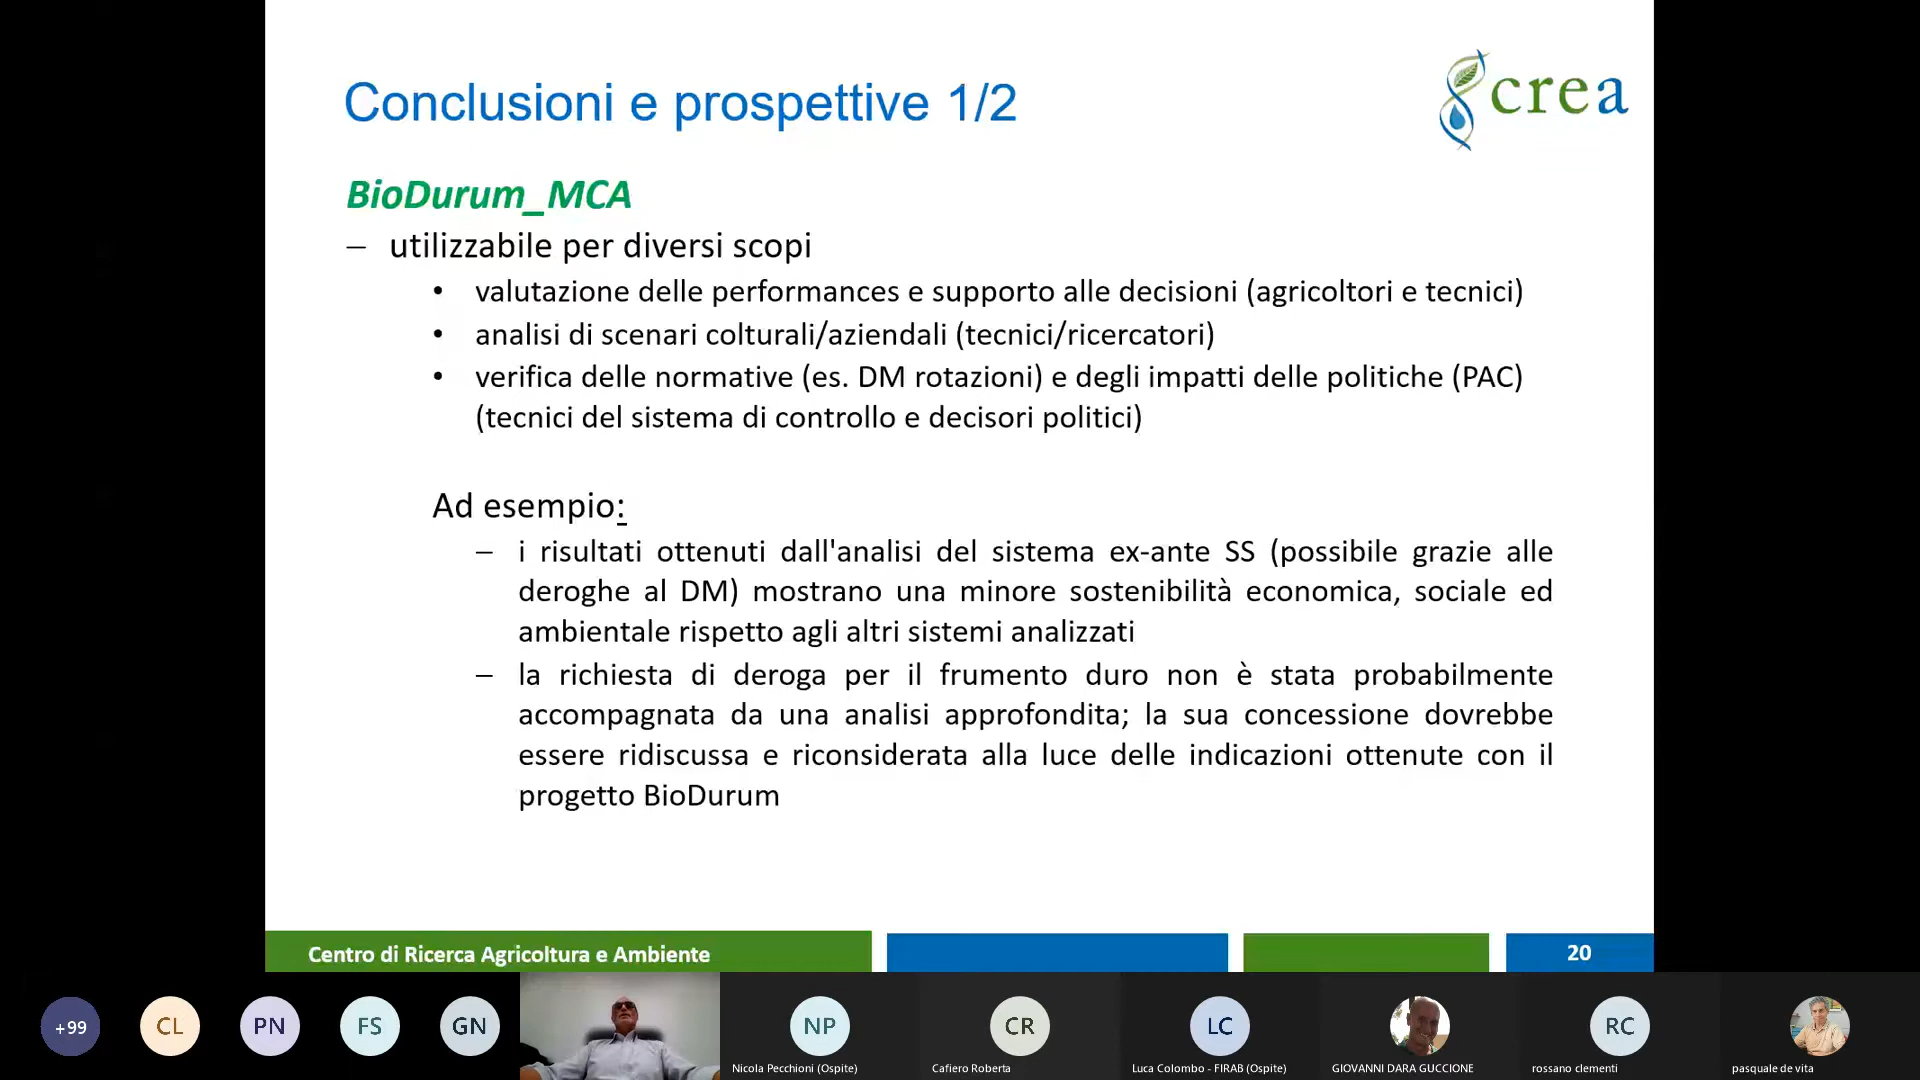 Conclusioni e prospettive 1/2
crea
BioDurum_MCA
– utilizzabile per diversi scopi
• valutazione delle performances e supporto alle decisioni (agricoltori e tecnici)
• analisi di scenari colturali/aziendali (tecnici/ricercatori)
• verifica delle normative (es. DM rotazioni) e degli impatti delle politiche (PAC)
(tecnici del sistema di controllo e decisori politici)
Ad esempio:
– i risultati ottenuti dall'analisi del sistema ex-ante SS (possibile grazie alle
deroghe al DM) mostrano una minore sostenibilità economica, sociale ed
ambientale rispetto agli altri sistemi analizzati
– la richiesta di deroga per il frumento duro non è stata probabilmente
accompagnata da una analisi approfondita; la sua concessione dovrebbe
essere ridiscussa e riconsiderata alla luce delle indicazioni ottenute con il
progetto BioDurum
Centro di Ricerca Agricoltura e Ambiente
20
+99
CL
PN
FS
GN
NP
CR
LC
RC
Nicola Pecchioni (Ospite)
Cafiero Roberta
Luca Colombo - FIRAB (Ospite)
GIOVANNI DARA GUCCIONE
rossano clementi
pasquale de vita